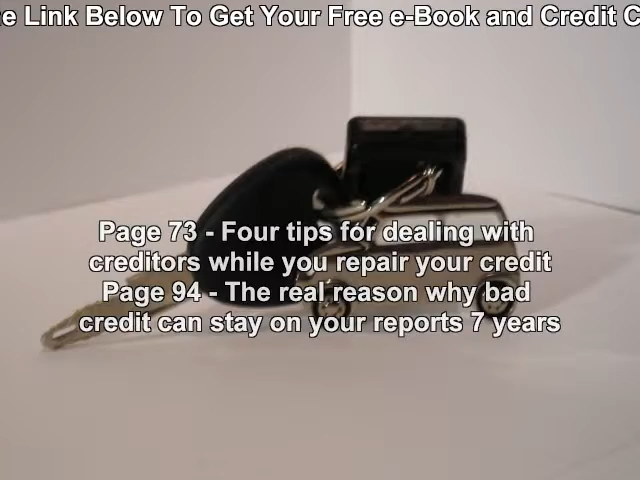 Link Below To Get Your Free e-Book and Credit
Page 73 - Four tips for dealing with
creditors while you repair your credit
Page 94 - The real reason why bad
credit can stay on your reports 7 years